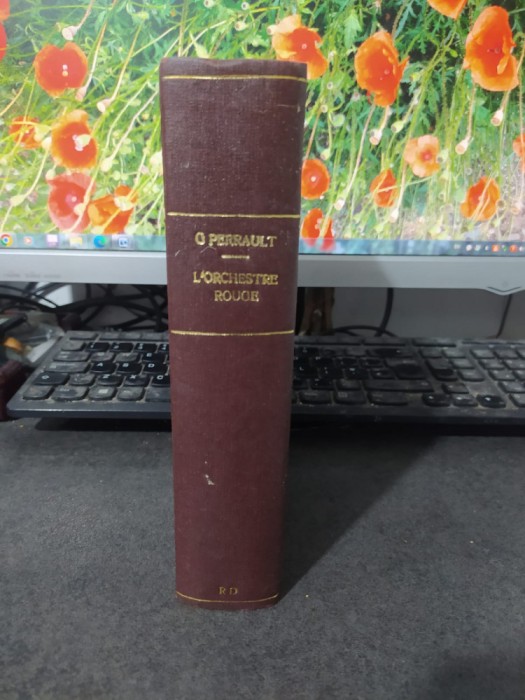 G PERRAULT
L'ORCHESTRE
ROUGE
R D